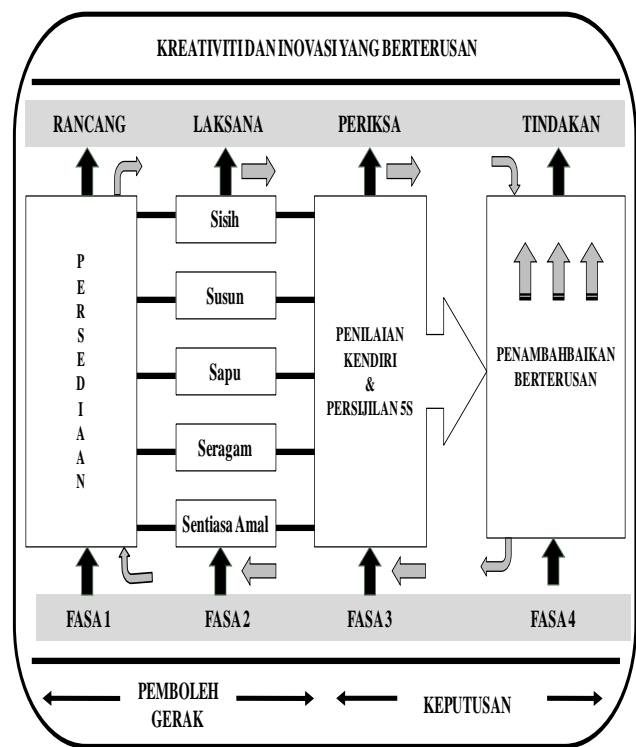 KREATIVITI DAN INOVASI YANG BERTERUSAN
RANCANG
LAKSANA
PERIKSA
TINDAKAN
P
E
R
S
E
D
I
A
A
N
Sisih
Susun
Sapu
Seragam
Sentiasa Amal
PENILAIAN
KENDIRI
&
PERSIJILAN 5S
PENAMBAHBAIKAN
BERTERUSAN
FASA 1
FASA 2
FASA 3
FASA 4
PEMBOLEH
GERAK
KEPUTUSAN